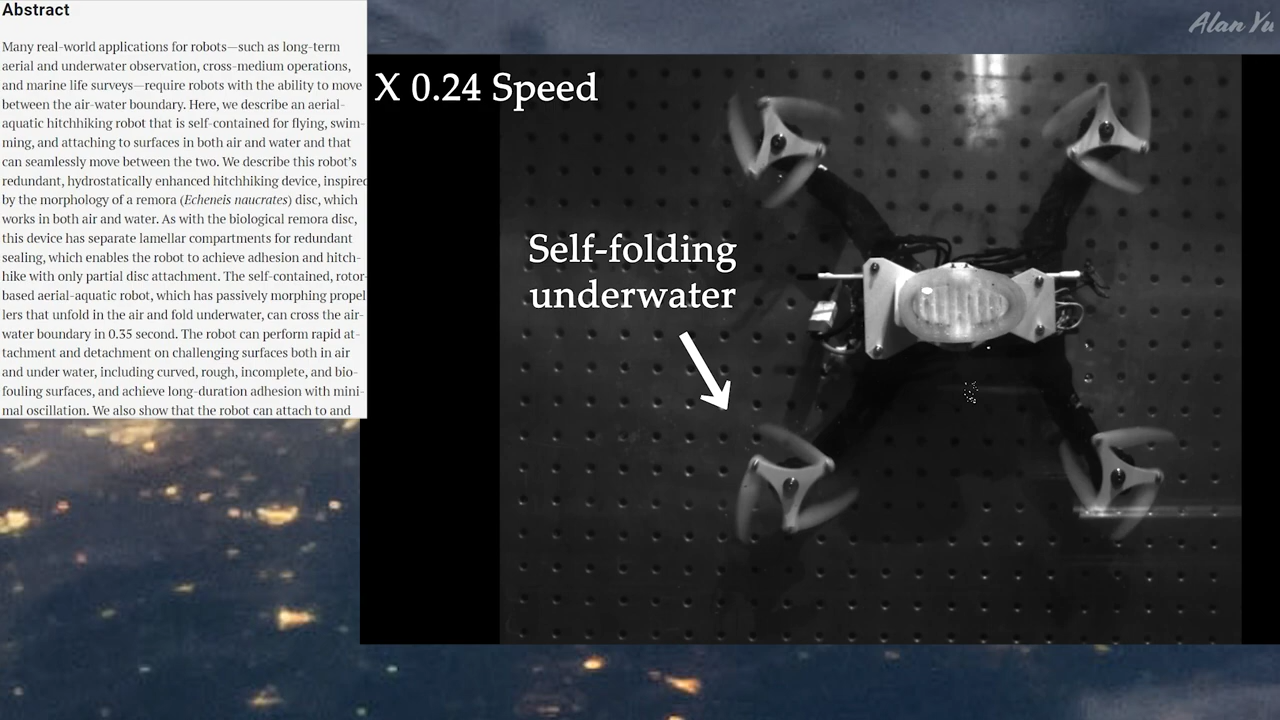 Abstract
Many real-world applications for robots—such as long-term
aerial and underwater observation, cross-medium operations,
and marine life surveys—require robots with the ability to move
between the air-water boundary. Here, we describe an aerial-
aquatic hitchhiking robot that is self-contained for flying, swim-
ming, and attaching to surfaces in both air and water and that
can seamlessly move between the two. We describe this robot’s
redundant, hydrostatically enhanced hitchhiking device, inspired
by the morphology of a remora (Echeneis naucrates) disc, which
works in both air and water. As with the biological remora disc,
this device has separate lamellar compartments for redundant
sealing, which enables the robot to achieve adhesion and hitch-
hike with only partial disc attachment. The self-contained, rotor-
based aerial-aquatic robot, which has passively morphing propel
lers that unfold in the air and fold underwater, can cross the air-
water boundary in 0.35 second. The robot can perform rapid at-
tachment and detachment on challenging surfaces both in air
and under water, including curved, rough, incomplete, and bio-
fouling surfaces, and achieve long-duration adhesion with mini-
mal oscillation. We also show that the robot can attach to and
Alan Yu
X 0.24 Speed
Self-folding
underwater